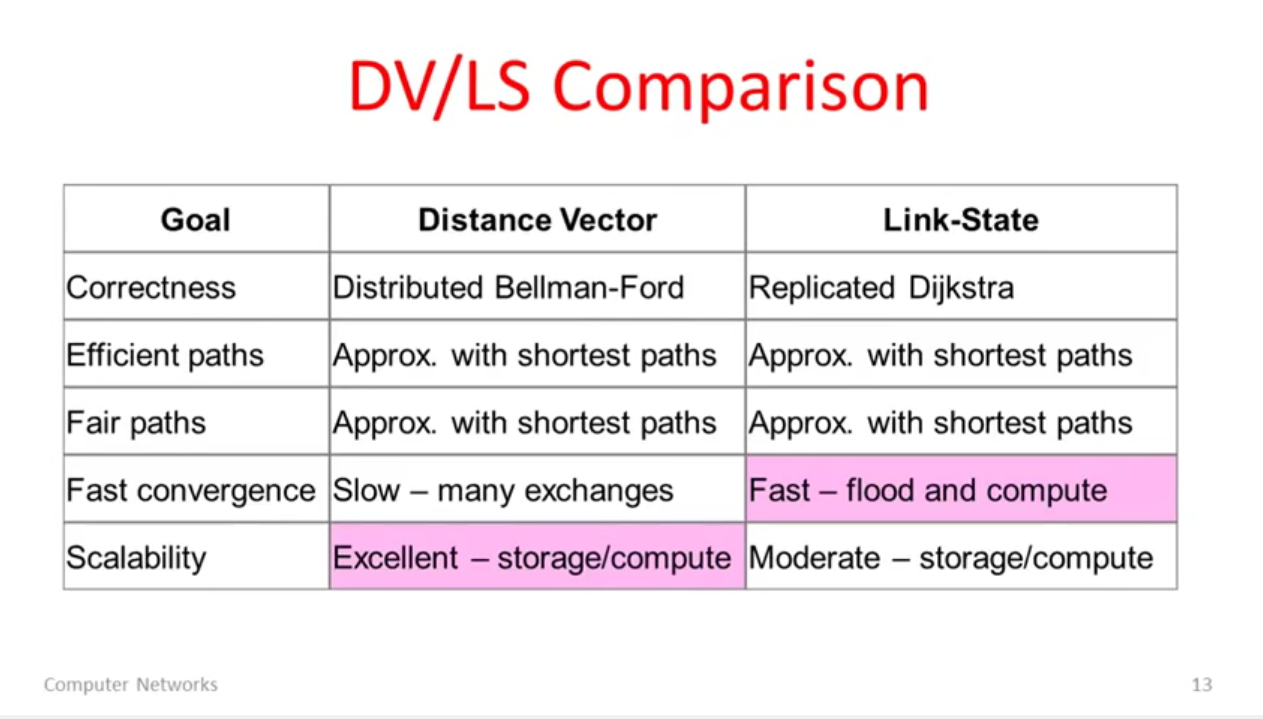 DV/LS Comparison
Goal Distance Vector Link-State
Correctness Distributed Bellman-Ford Replicated Dijkstra
Efficient paths Approx. with shortest paths Approx. with shortest paths
Fair paths Approx. with shortest paths Approx. with shortest paths
Fast convergence Slow – many exchanges Fast – flood and compute
Scalability Excellent – storage/compute Moderate – storage/compute
Computer Networks 13